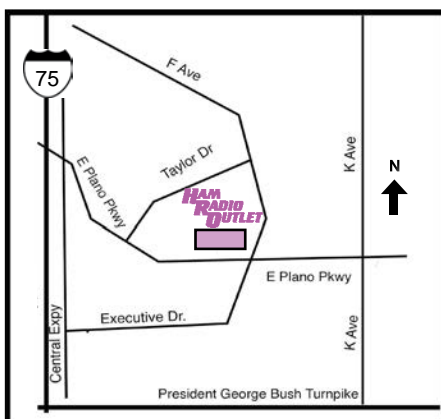 75
F Ave
K Ave
N
Taylor Dr
E Plano Pkwy
HAM
RADIO
OUTLET
E Plano Pkwy
Executive Dr.
Central Expy
K Ave
President George Bush Turnpike